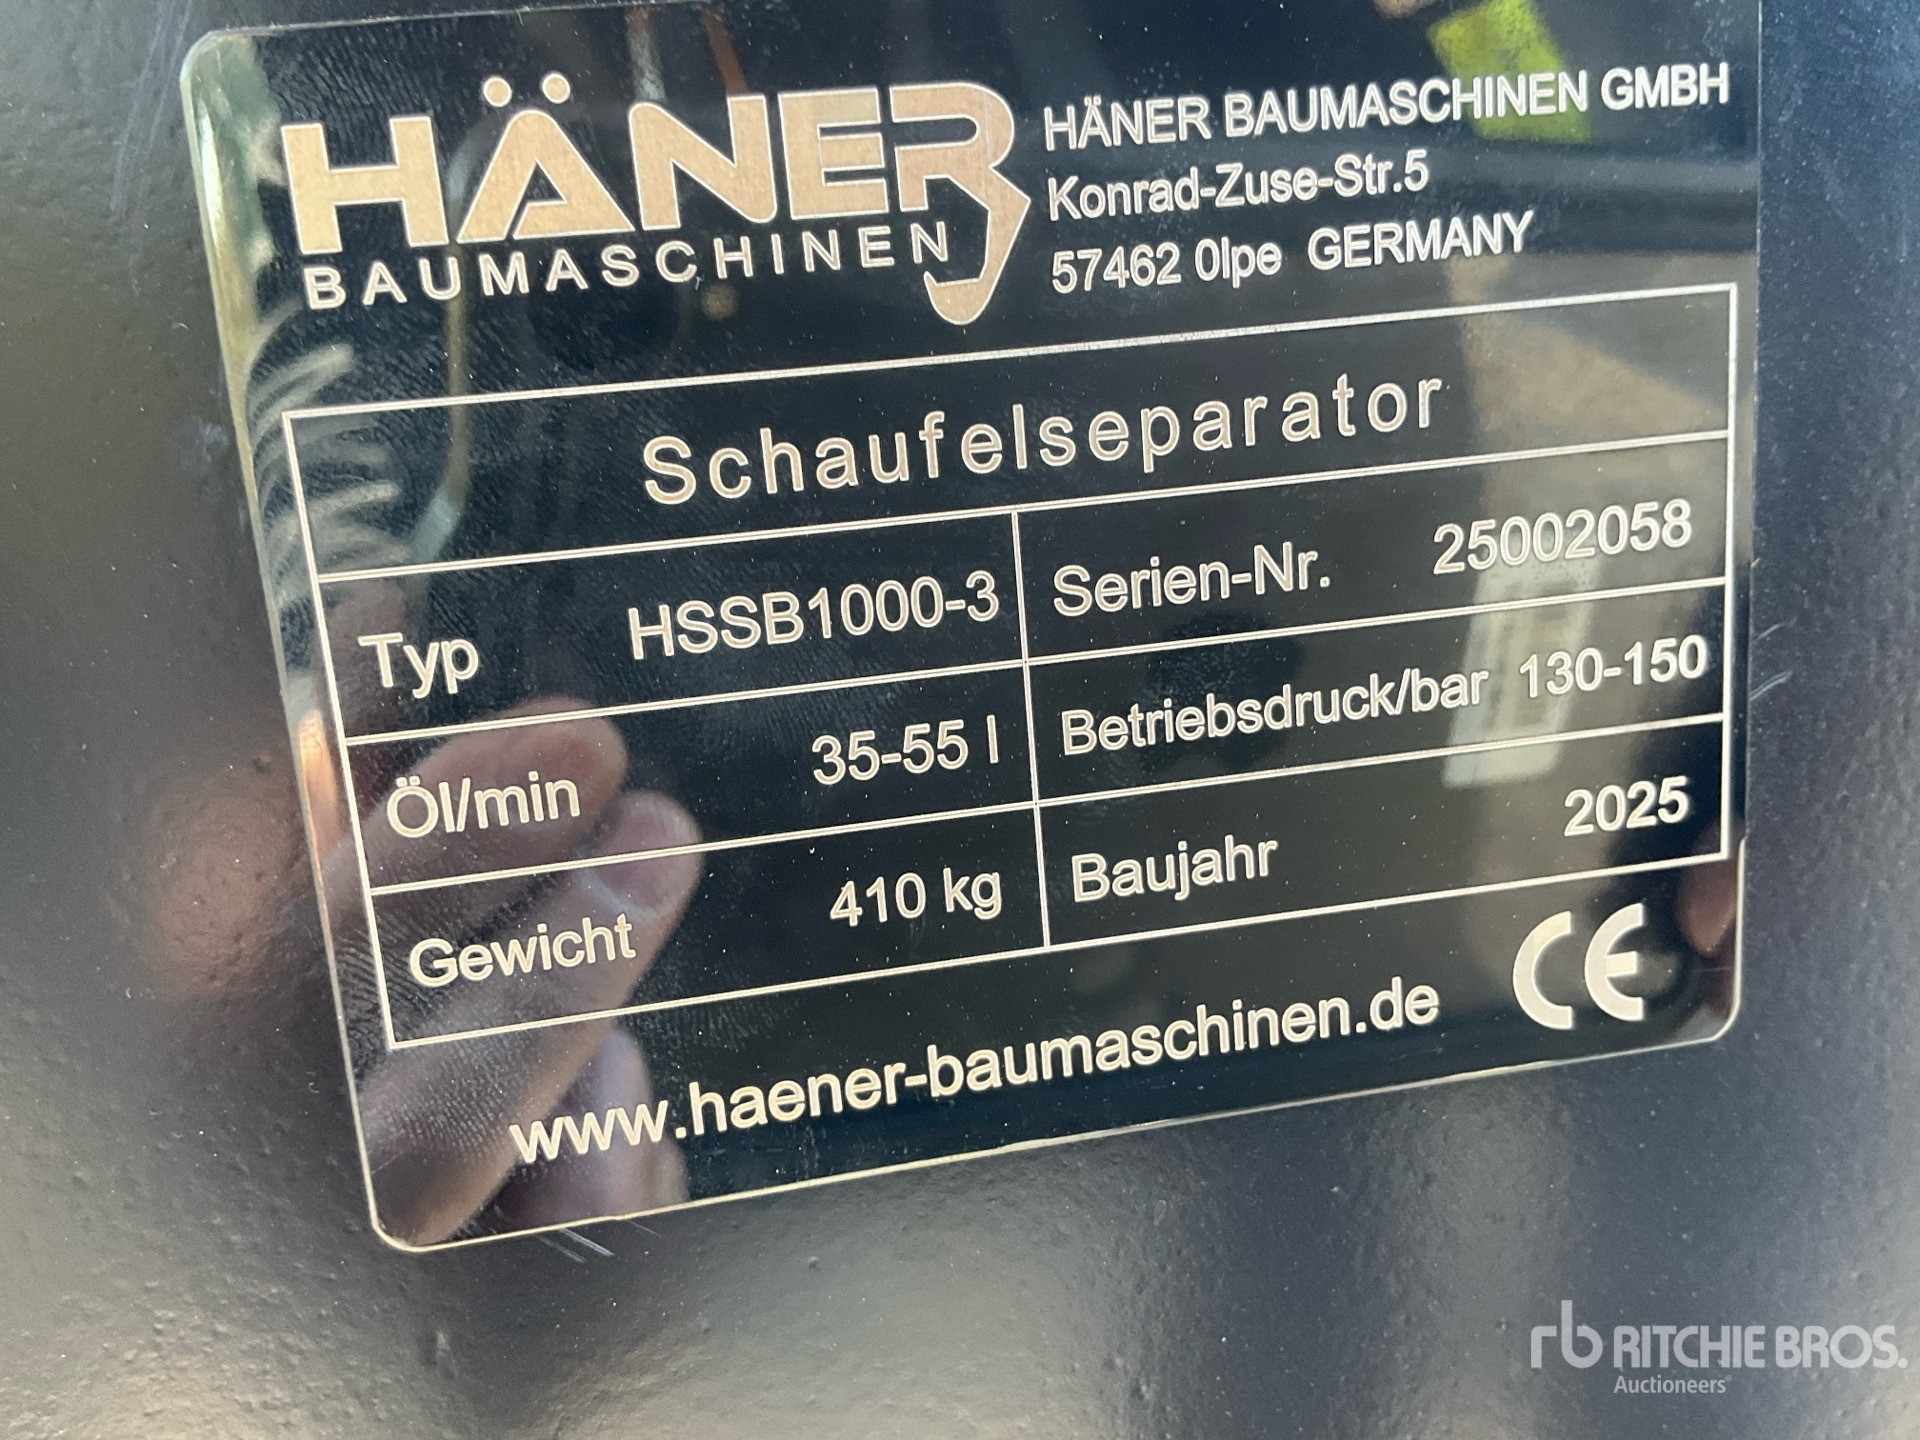 HÄNER
BAUMASCHINEN
HÄNER BAUMASCHINEN GMBH
Konrad-Zuse-Str.5
57462 Olpe GERMANY
Schaufelseparator
Typ HSSB1000-3 Serien-Nr. 25002058
Öl/min 35-55 l Betriebsdruck/bar 130-150
Gewicht 410 kg Baujahr 2025
www.haener-baumaschinen.de CE
rb RITCHIE BROS.
Auctioneers